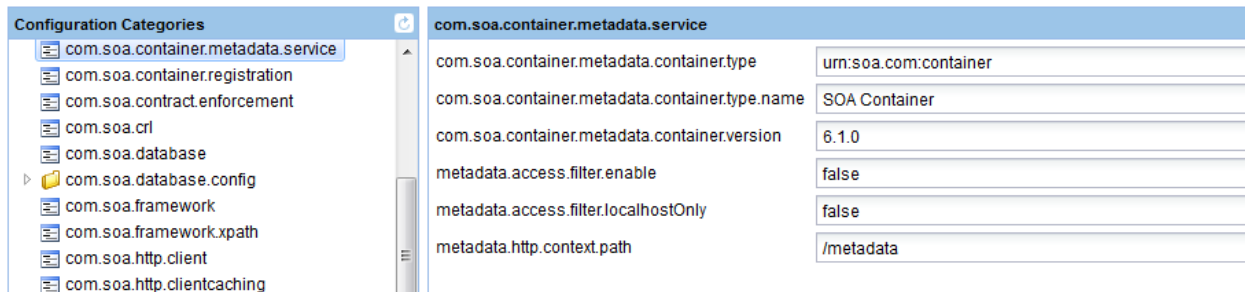 Configuration Categories
com.soa.container.metadata.service
com.soa.container.registration
com.soa.contract.enforcement
com.soa.crl
com.soa.database
com.soa.database.config
com.soa.framework
com.soa.framework.xpath
com.soa.http.client
com.soa.http.clientcaching
com.soa.container.metadata.service
com.soa.container.metadata.container.type urn:soa.com:container
com.soa.container.metadata.container.type.name SOA Container
com.soa.container.metadata.container.version 6.1.0
metadata.access.filter.enable false
metadata.access.filter.localhostOnly false
metadata.http.context.path /metadata